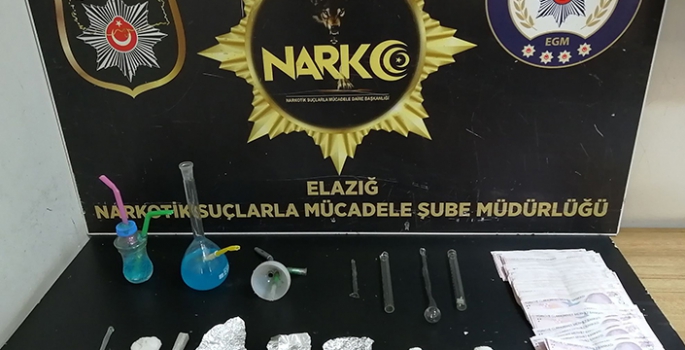 NARKO
NARKOTİK SUÇLARLA MÜCADELE DAİRE BAŞKANLIĞI
EGM
ELAZIĞ
NARKOTİK SUÇLARLA MÜCADELE ŞUBE MÜDÜRLÜĞÜ